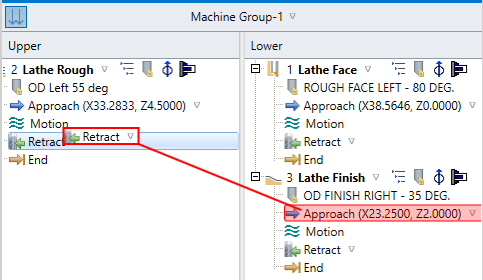 Machine Group-1
Upper
2 Lathe Rough
OD Left 55 deg
Approach (X33.2833, Z4.5000)
Motion
Retract
Retract
End
Lower
1 Lathe Face
ROUGH FACE LEFT - 80 DEG.
Approach (X38.5646, Z0.0000)
Motion
Retract
End
3 Lathe Finish
OD FINISH RIGHT - 35 DEG.
Approach (X23.2500, Z2.0000)
Motion
Retract
End